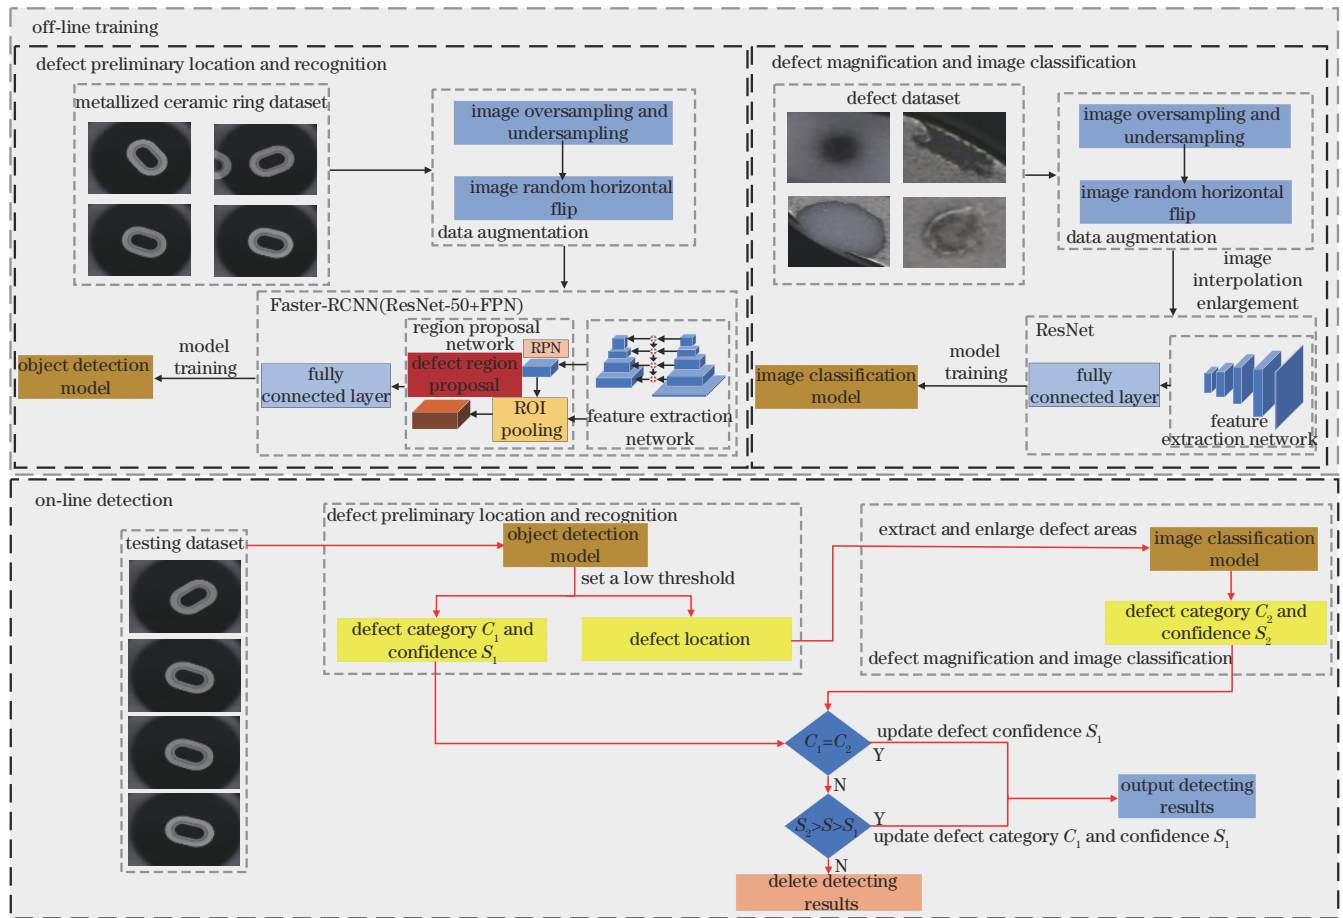 off-line training
defect preliminary location and recognition
metallized ceramic ring dataset
image oversampling and
undersampling
image random horizontal
flip
data augmentation
Faster-RCNN(ResNet-50+FPN)
region proposal
network
RPN
defect region
proposal
ROI
pooling
feature extraction
network
fully
connected layer
model
training
object detection
model
defect magnification and image classification
defect dataset
image oversampling and
undersampling
image random horizontal
flip
data augmentation
image
interpolation
enlargement
ResNet
feature
extraction network
fully
connected layer
model
training
image classification
model
on-line detection
testing dataset
defect preliminary location and recognition
object detection
model
set a low threshold
defect category C₁ and
confidence S₁
defect location
extract and enlarge defect areas
image classification
model
defect category C₂ and
confidence S₂
defect magnification and image classification
C₁=C₂
update defect confidence S₁
Y
N
S₂>S>S₁
Y
update defect category C₁ and confidence S₁
N
output detecting
results
delete detecting
results